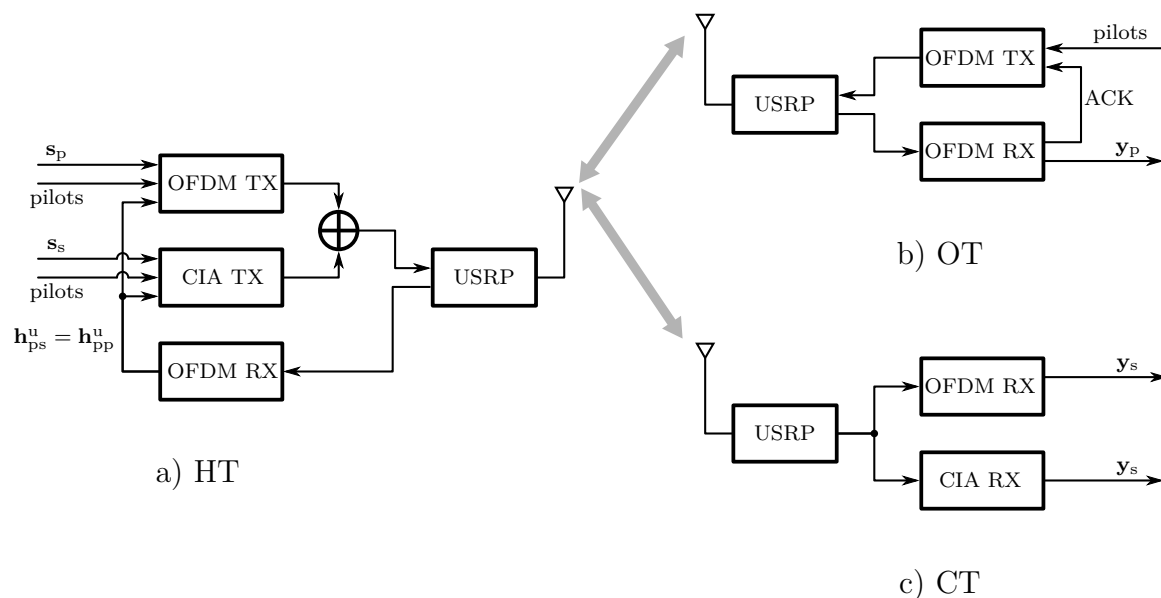 s_p
OFDM TX
pilots
s_s
CIA TX
pilots
h^u_ps = h^u_pp
OFDM RX
USRP
a) HT
pilots
OFDM TX
USRP
ACK
OFDM RX
y_p
b) OT
y_s
OFDM RX
USRP
y_s
CIA RX
c) CT